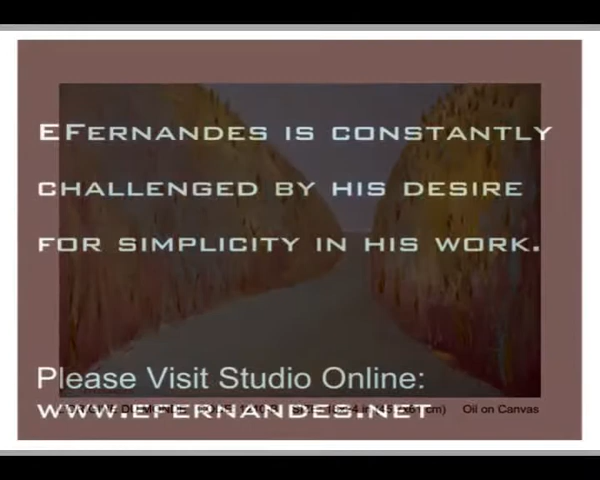 EFERNANDES IS CONSTANTLY
CHALLENGED BY HIS DESIRE
FOR SIMPLICITY IN HIS WORK.
Please Visit Studio Online:
WWW.EFERNANDES.NET
Oil on Canvas